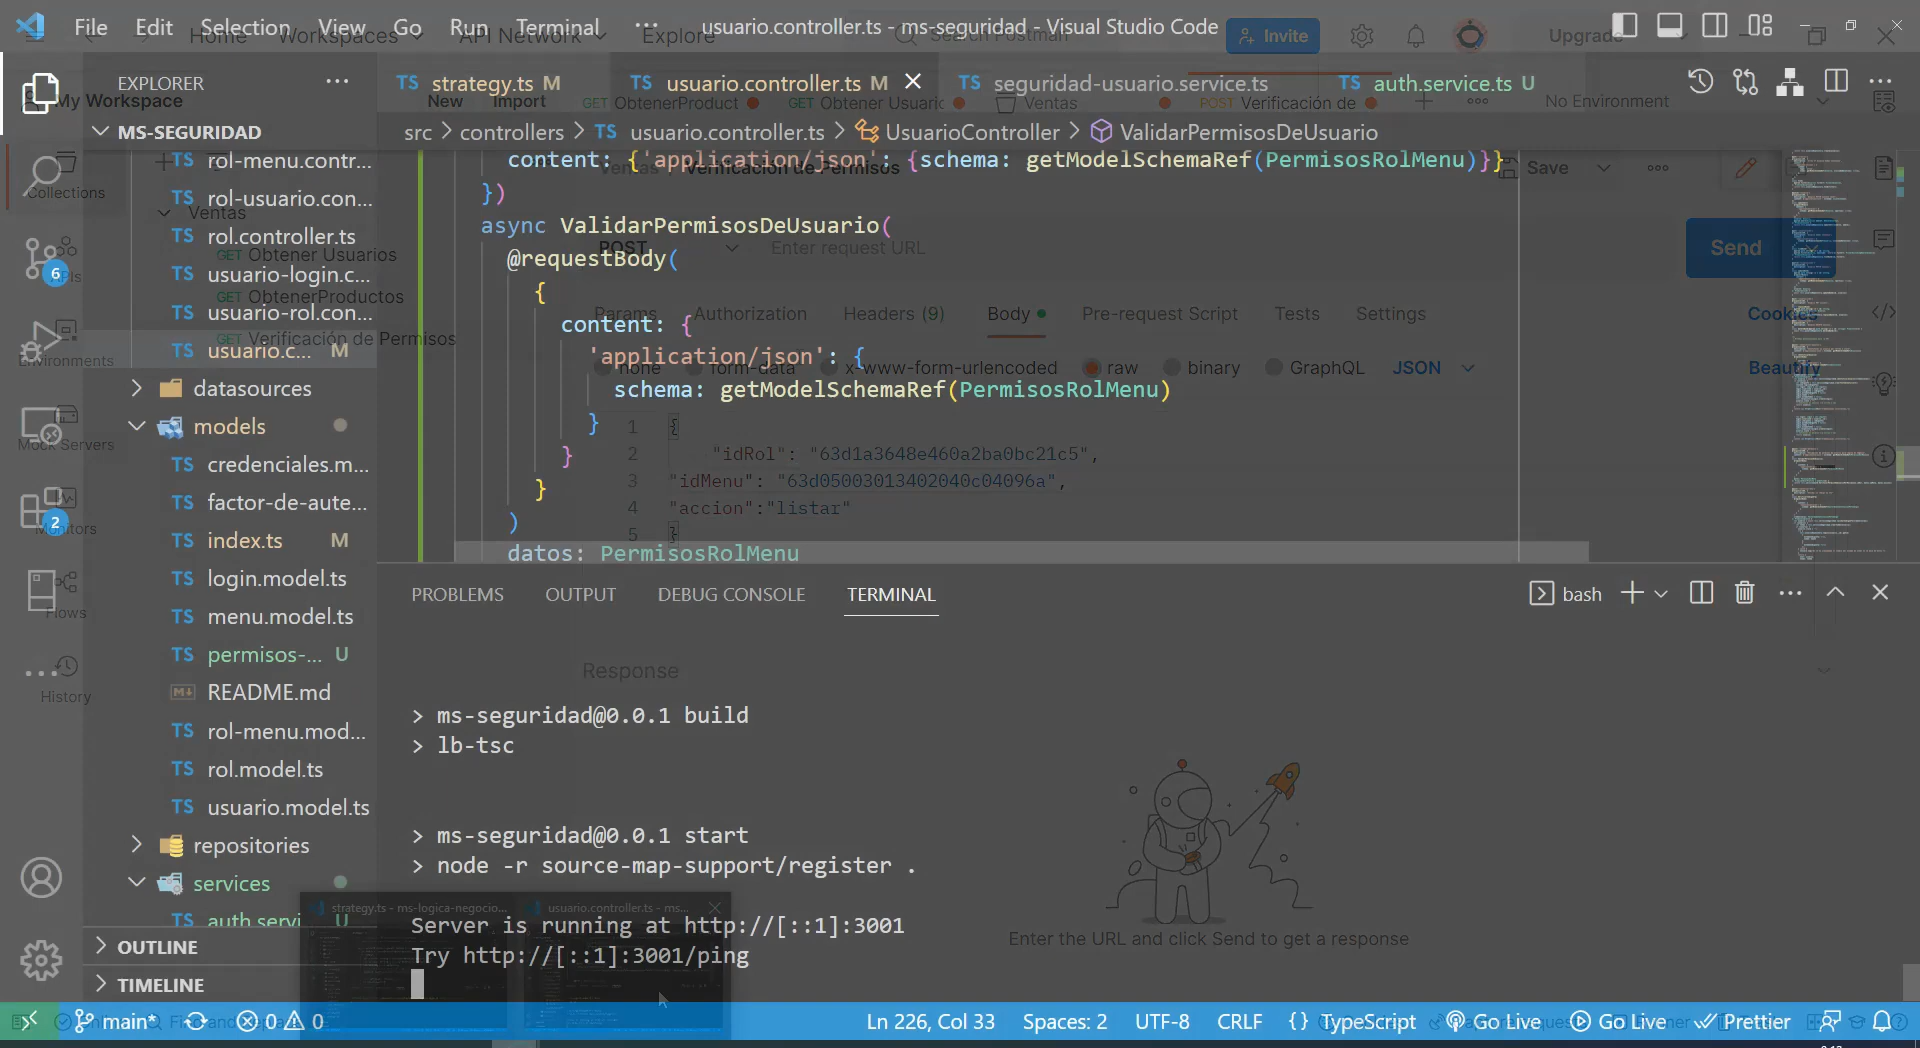 File Edit Selection View Go Run Terminal ··· usuario.controller.ts - ms-seguridad - Visual Studio Code
Home Workspaces API Network Explore Search Postman Invite Upgrade
EXPLORER ···
TS strategy.ts M
TS usuario.controller.ts M
TS seguridad-usuario.service.ts
TS auth.service.ts U
My Workspace New Import GET ObtenerProduct GET Obtener Usuaric Ventas POST Verificación de No Environment
MS-SEGURIDAD
src > controllers > TS usuario.controller.ts > UsuarioController > ValidarPermisosDeUsuario
TS rol-menu.contr...
TS rol-usuario.con...
TS rol.controller.ts
TS usuario-login.c...
TS usuario-rol.con...
TS usuario.c... M
datasources
models
TS credenciales.m...
TS factor-de-aute...
TS index.ts M
TS login.model.ts
TS menu.model.ts
TS permisos-... U
README.md
TS rol-menu.mod...
TS rol.model.ts
TS usuario.model.ts
repositories
services
TS auth.servi U
OUTLINE
TIMELINE
Collections
APIs
Environments
Mock Servers
Monitors
Flows
History
6
2
Ventas
GET Obtener Usuarios
GET ObtenerProductos
GET Verificación de Permisos
content: {'application/json': {schema: getModelSchemaRef(PermisosRolMenu)}}
})
async ValidarPermisosDeUsuario(
@requestBody(
{
content: {
'application/json': {
schema: getModelSchemaRef(PermisosRolMenu)
}
}
}
)
datos: PermisosRolMenu
Ventas Verificación de Permisos Save
POST Enter request URL Send
Params Authorization Headers (9) Body Pre-request Script Tests Settings Cookies
none form-data x-www-form-urlencoded raw binary GraphQL JSON Beautify
1 {
2 "idRol": "63d1a3648e460a2ba0bc21c5",
3 "idMenu": "63d05003013402040c04096a",
4 "accion":"listar"
5 }
PROBLEMS OUTPUT DEBUG CONSOLE TERMINAL bash
Response
> ms-seguridad@0.0.1 build
> lb-tsc
> ms-seguridad@0.0.1 start
> node -r source-map-support/register .
Server is running at http://[::1]:3001
Try http://[::1]:3001/ping
Enter the URL and click Send to get a response
strategy.ts - ms-logica-negocio...
usuario.controller.ts - ms...
main* 0 0 Ln 226, Col 33 Spaces: 2 UTF-8 CRLF {} TypeScript Go Live Go Live Prettier